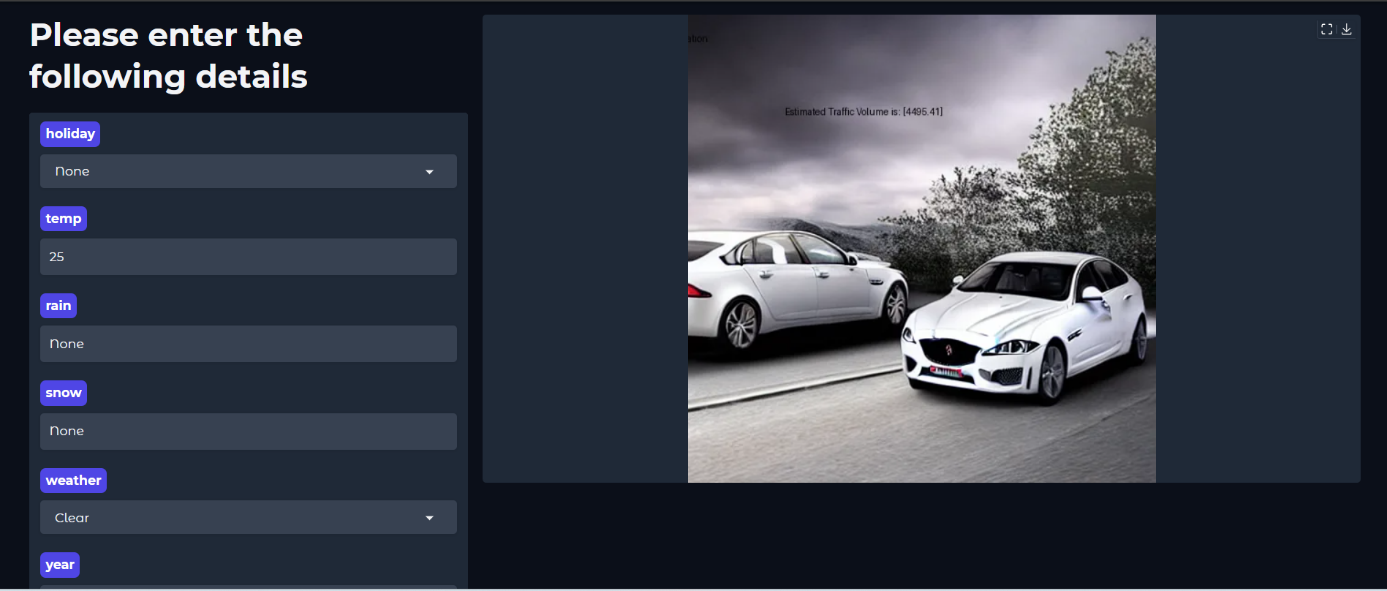 Please enter the
following details
holiday
None
temp
25
rain
None
snow
None
weather
Clear
year
ation
Estimated Traffic Volume is: [4495.41]